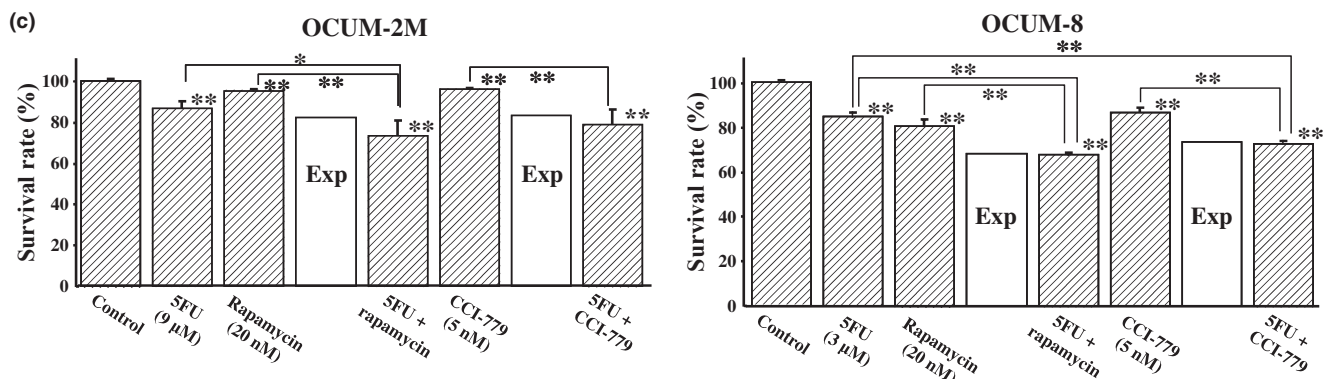 (c)
OCUM-2M
Survival rate (%)
100
80
60
40
20
0
*
**
**
**
**
**
**
**
Exp
Exp
Control
5FU
(9 µM)
Rapamycin
(20 nM)
5FU +
rapamycin
CCI-779
(5 nM)
5FU +
CCI-779
OCUM-8
Survival rate (%)
100
80
60
40
20
0
**
**
**
**
**
**
**
**
**
Exp
Exp
Control
5FU
(3 µM)
Rapamycin
(20 nM)
5FU +
rapamycin
CCI-779
(5 nM)
5FU +
CCI-779